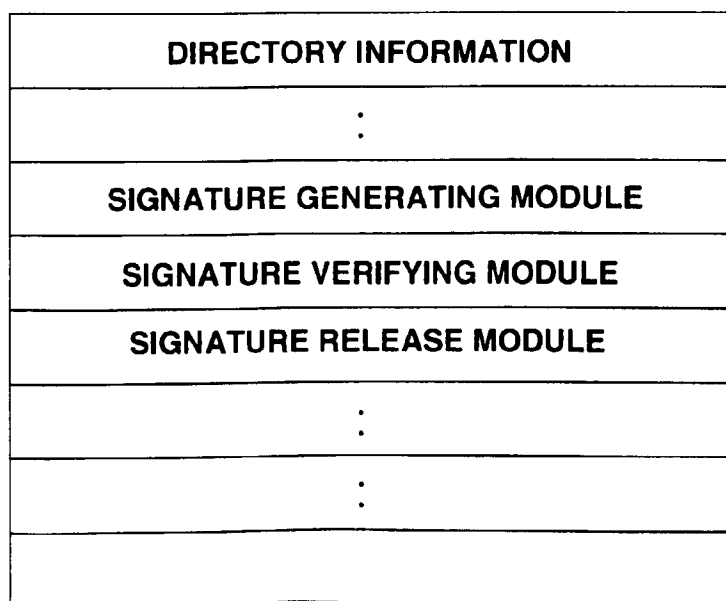 DIRECTORY INFORMATION
:
SIGNATURE GENERATING MODULE
SIGNATURE VERIFYING MODULE
SIGNATURE RELEASE MODULE
:
: